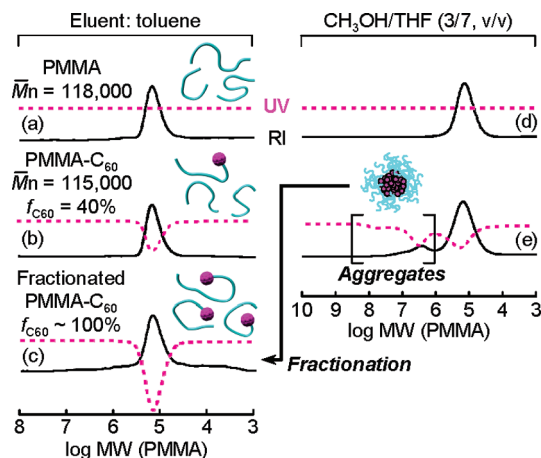 Eluent: toluene
CH₃OH/THF (3/7, v/v)
PMMA
M̅n = 118,000
(a)
UV
RI
(d)
PMMA-C₆₀
M̅n = 115,000
f_C60 = 40%
(b)
(e)
Aggregates
Fractionated
PMMA-C₆₀
f_C60 ~ 100%
(c)
10 9 8 7 6 5 4 3
log MW (PMMA)
Fractionation
8 7 6 5 4 3
log MW (PMMA)